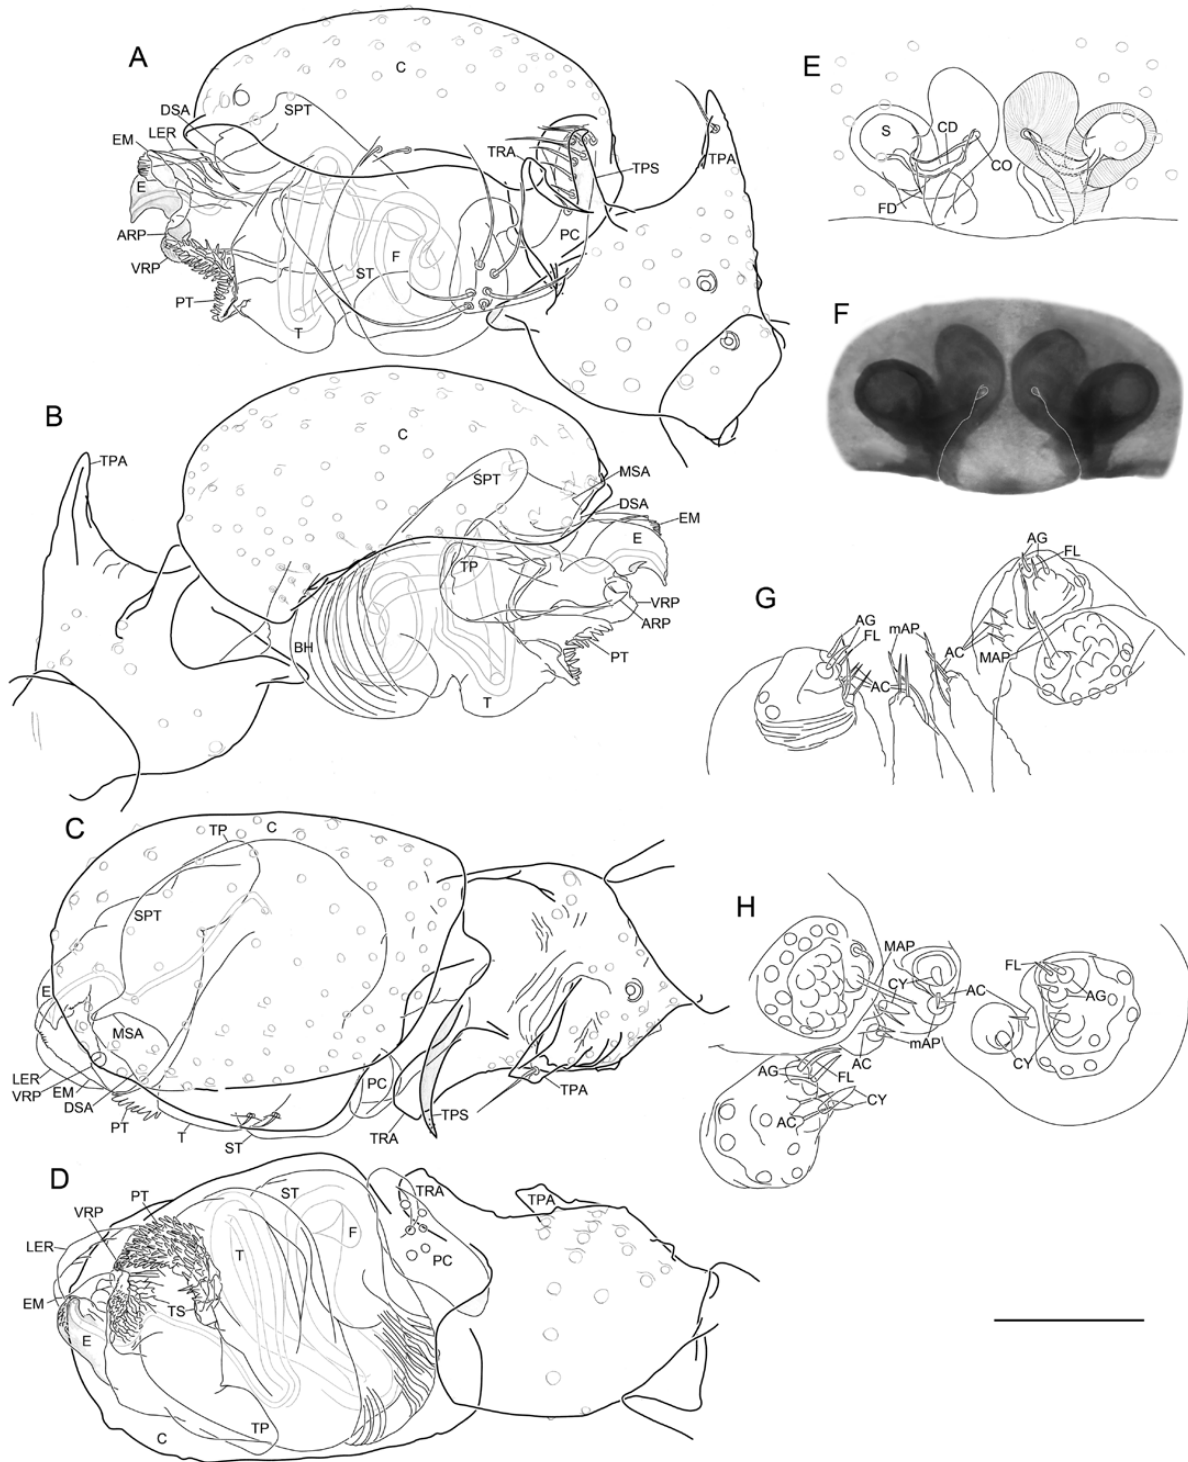 A
C
DSA
SPT
EM
LER
E
ARP
VRP
PT
T
ST
F
TRA
TPS
PC
TPA
B
TPA
C
SPT
MSA
DSA
EM
E
TP
VRP
ARP
BH
PT
T
C
TP
C
SPT
E
MSA
LER
VRP
EM
DSA
PT
T
ST
PC
TRA
TPS
TPA
D
PT
VRP
LER
EM
E
TS
T
ST
F
TRA
PC
TPA
TP
C
E
S
CD
CO
FD
F
G
AG
FL
AG
FL
mAP
AC
AC
MAP
H
MAP
CY
AC
mAP
AC
FL
AG
CY
AG
FL
CY
AC